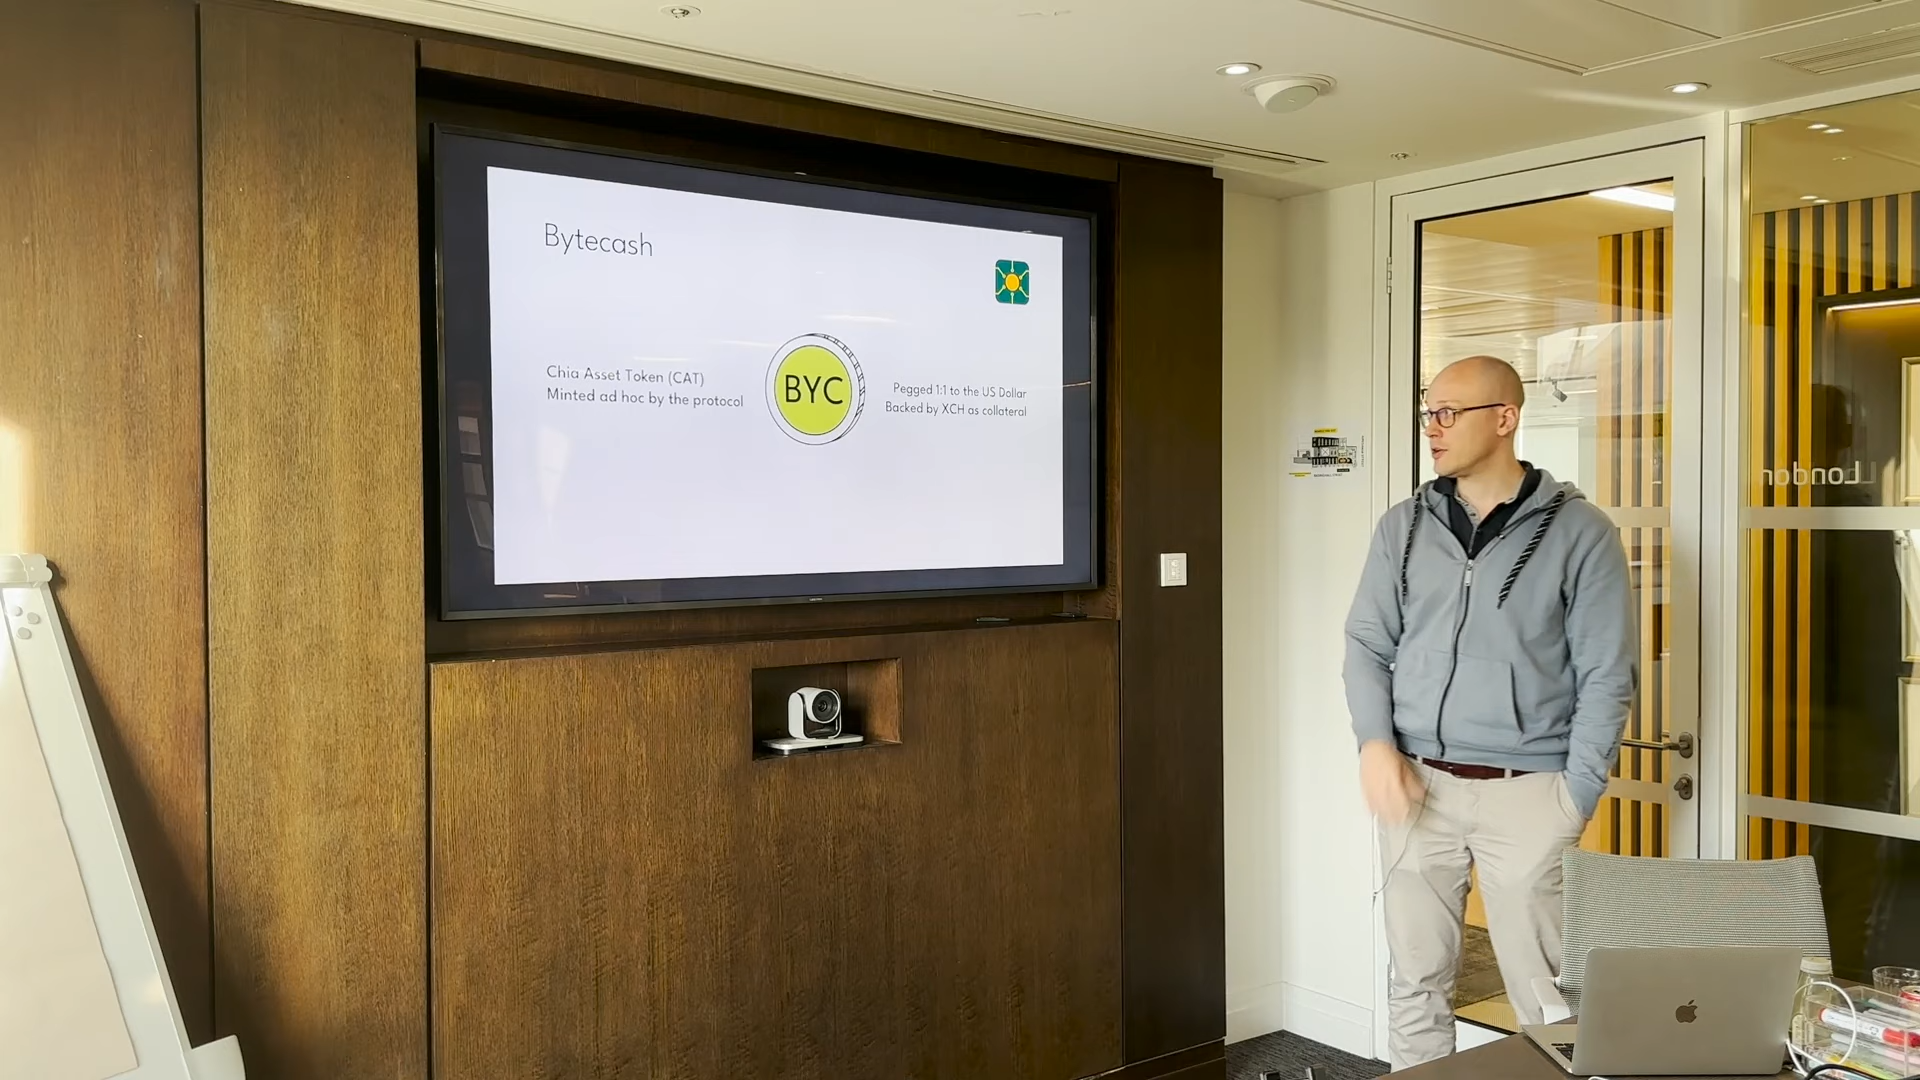 Bytecash
Chia Asset Token (CAT)
Minted ad hoc by the protocol
BYC
Pegged 1:1 to the US Dollar
Backed by XCH as collateral
London